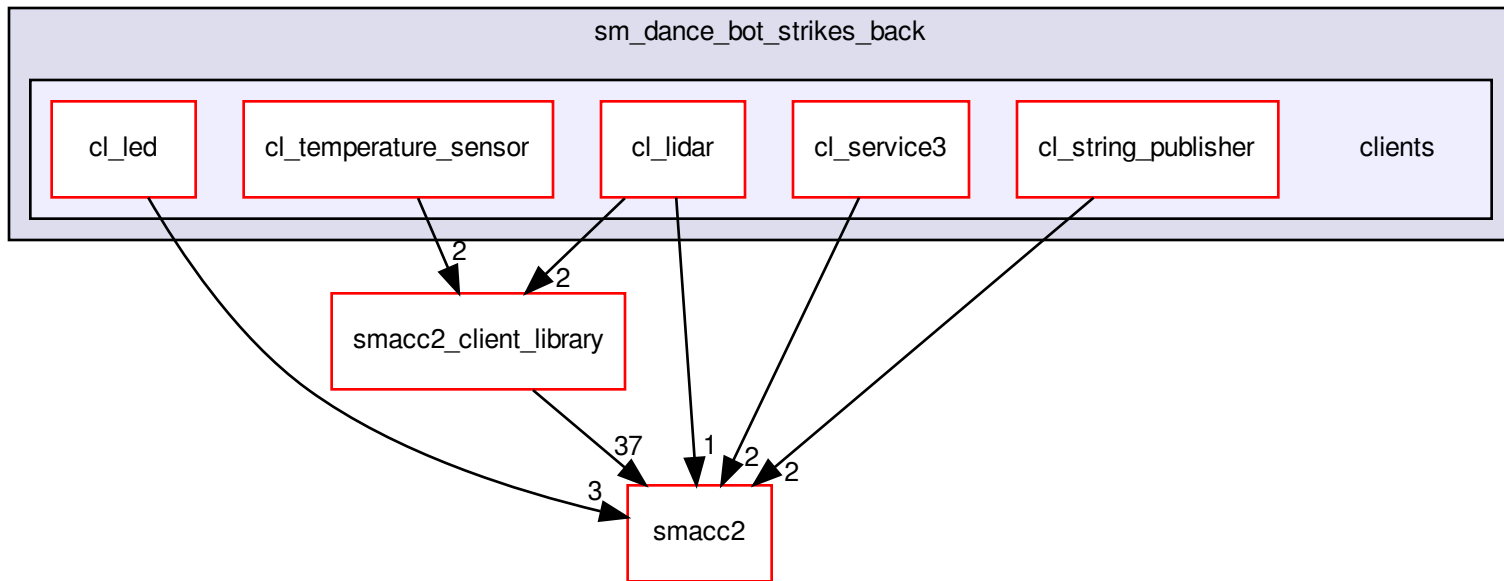 sm_dance_bot_strikes_back
cl_led
cl_temperature_sensor
cl_lidar
cl_service3
cl_string_publisher
clients
2
2
smacc2_client_library
37
1
2
2
3
smacc2